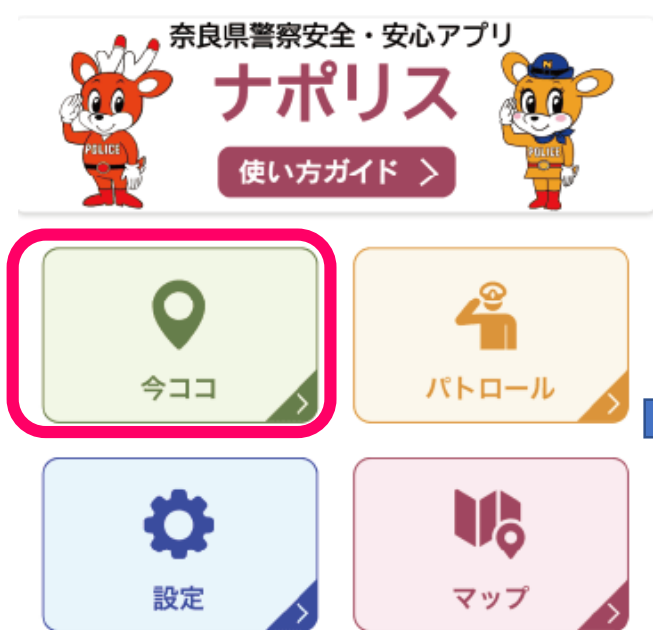 奈良県警察安全・安心アプリ
ナポリス
使い方ガイド
POLICE
N
POLICE
今ココ
パトロール
設定
マップ